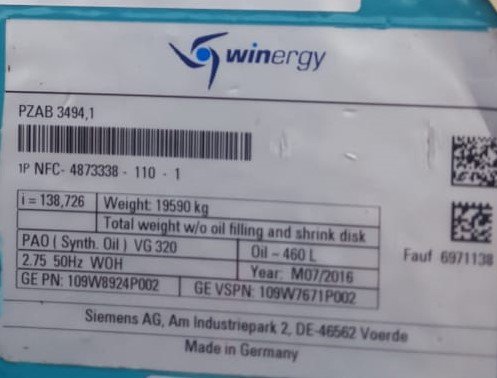 winergy
PZAB 3494,1
1P NFC- 4873338 - 110 - 1
i = 138,726 Weight: 19590 kg
Total weight w/o oil filling and shrink disk
PAO ( Synth. Oil ) VG 320 Oil ~ 460 L
Fauf 6971138
2.75 50Hz WOH Year: M07/2016
GE PN: 109W8924P002 GE VSPN: 109W7671P002
Siemens AG, Am Industriepark 2, DE-46562 Voerde
Made in Germany